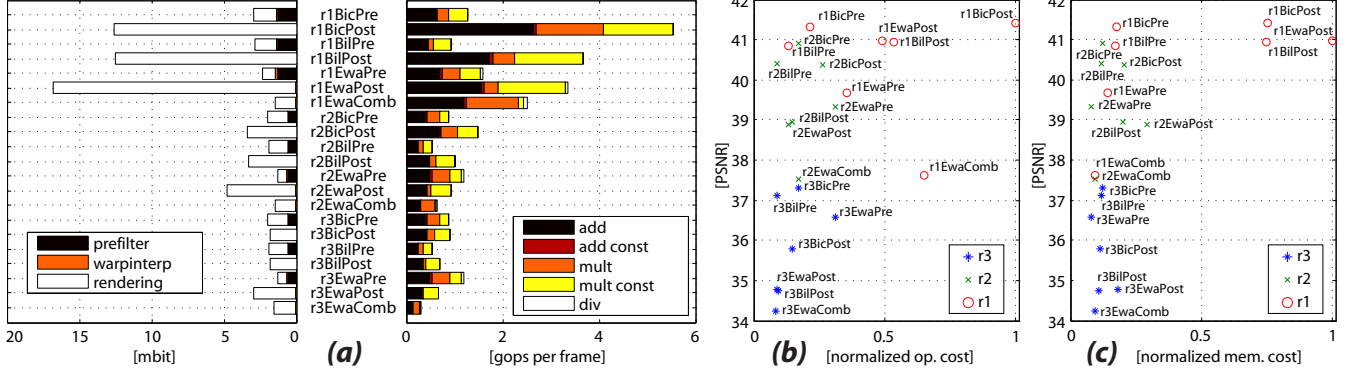 r1BicPre
r1BicPost
r1BilPre
r1BilPost
r1EwaPre
r1EwaPost
r1EwaComb
r2BicPre
r2BicPost
r2BilPre
r2BilPost
r2EwaPre
r2EwaPost
r2EwaComb
r3BicPre
r3BicPost
r3BilPre
r3BilPost
r3EwaPre
r3EwaPost
r3EwaComb
prefilter
warpinterp
rendering
20 15 10 5 0
[mbit]
(a)
add
add const
mult
mult const
div
0 2 4 6
[gops per frame]
[PSNR]
42
41
40
39
38
37
36
35
34
r1BicPre
r1BicPost
r2BicPre
r1EwaPost
r1BilPre
r1BilPost
r2BilPre
r2BicPost
r1EwaPre
r2EwaPre
r2BilPost
r2EwaPost
r2EwaComb
r1EwaComb
r3BicPre
r3BilPre
r3EwaPre
r3BicPost
r3EwaPost
r3BilPost
r3EwaComb
r3
r2
r1
0 0.5 1
(b)
[normalized op. cost]
[PSNR]
42
41
40
39
38
37
36
35
34
r1BicPre
r1BicPost
r2BicPre
r1EwaPost
r1BilPre
r1BilPost
r2BicPost
r2BilPre
r1EwaPre
r2EwaPre
r2BilPost
r2EwaPost
r1EwaComb
r2EwaComb
r3BicPre
r3BilPre
r3EwaPre
r3BicPost
r3BilPost
r3EwaPost
r3EwaComb
r3
r2
r1
0 0.5 1
(c)
[normalized mem. cost]